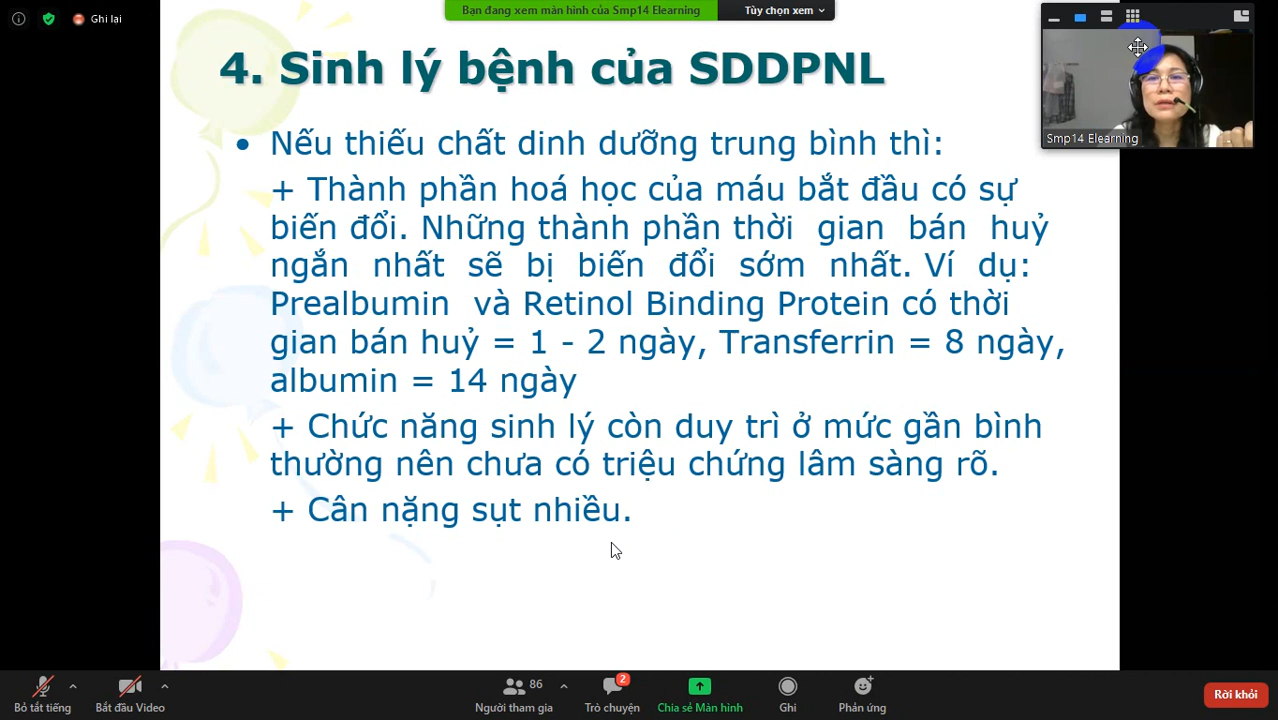 Ghi lại
Bạn đang xem màn hình của Smp14 Elearning
Tùy chọn xem
4. Sinh lý bệnh của SDDPNL
Smp14 Elearning
• Nếu thiếu chất dinh dưỡng trung bình thì:
+ Thành phần hoá học của máu bắt đầu có sự
biến đổi. Những thành phần thời gian bán huỷ
ngắn nhất sẽ bị biến đổi sớm nhất. Ví dụ:
Prealbumin và Retinol Binding Protein có thời
gian bán huỷ = 1 - 2 ngày, Transferrin = 8 ngày,
albumin = 14 ngày
+ Chức năng sinh lý còn duy trì ở mức gần bình
thường nên chưa có triệu chứng lâm sàng rõ.
+ Cân nặng sụt nhiều.
86
2
Bỏ tắt tiếng
Bắt đầu Video
Người tham gia
Trò chuyện
Chia sẻ Màn hình
Ghi
Phản ứng
Rời khỏi